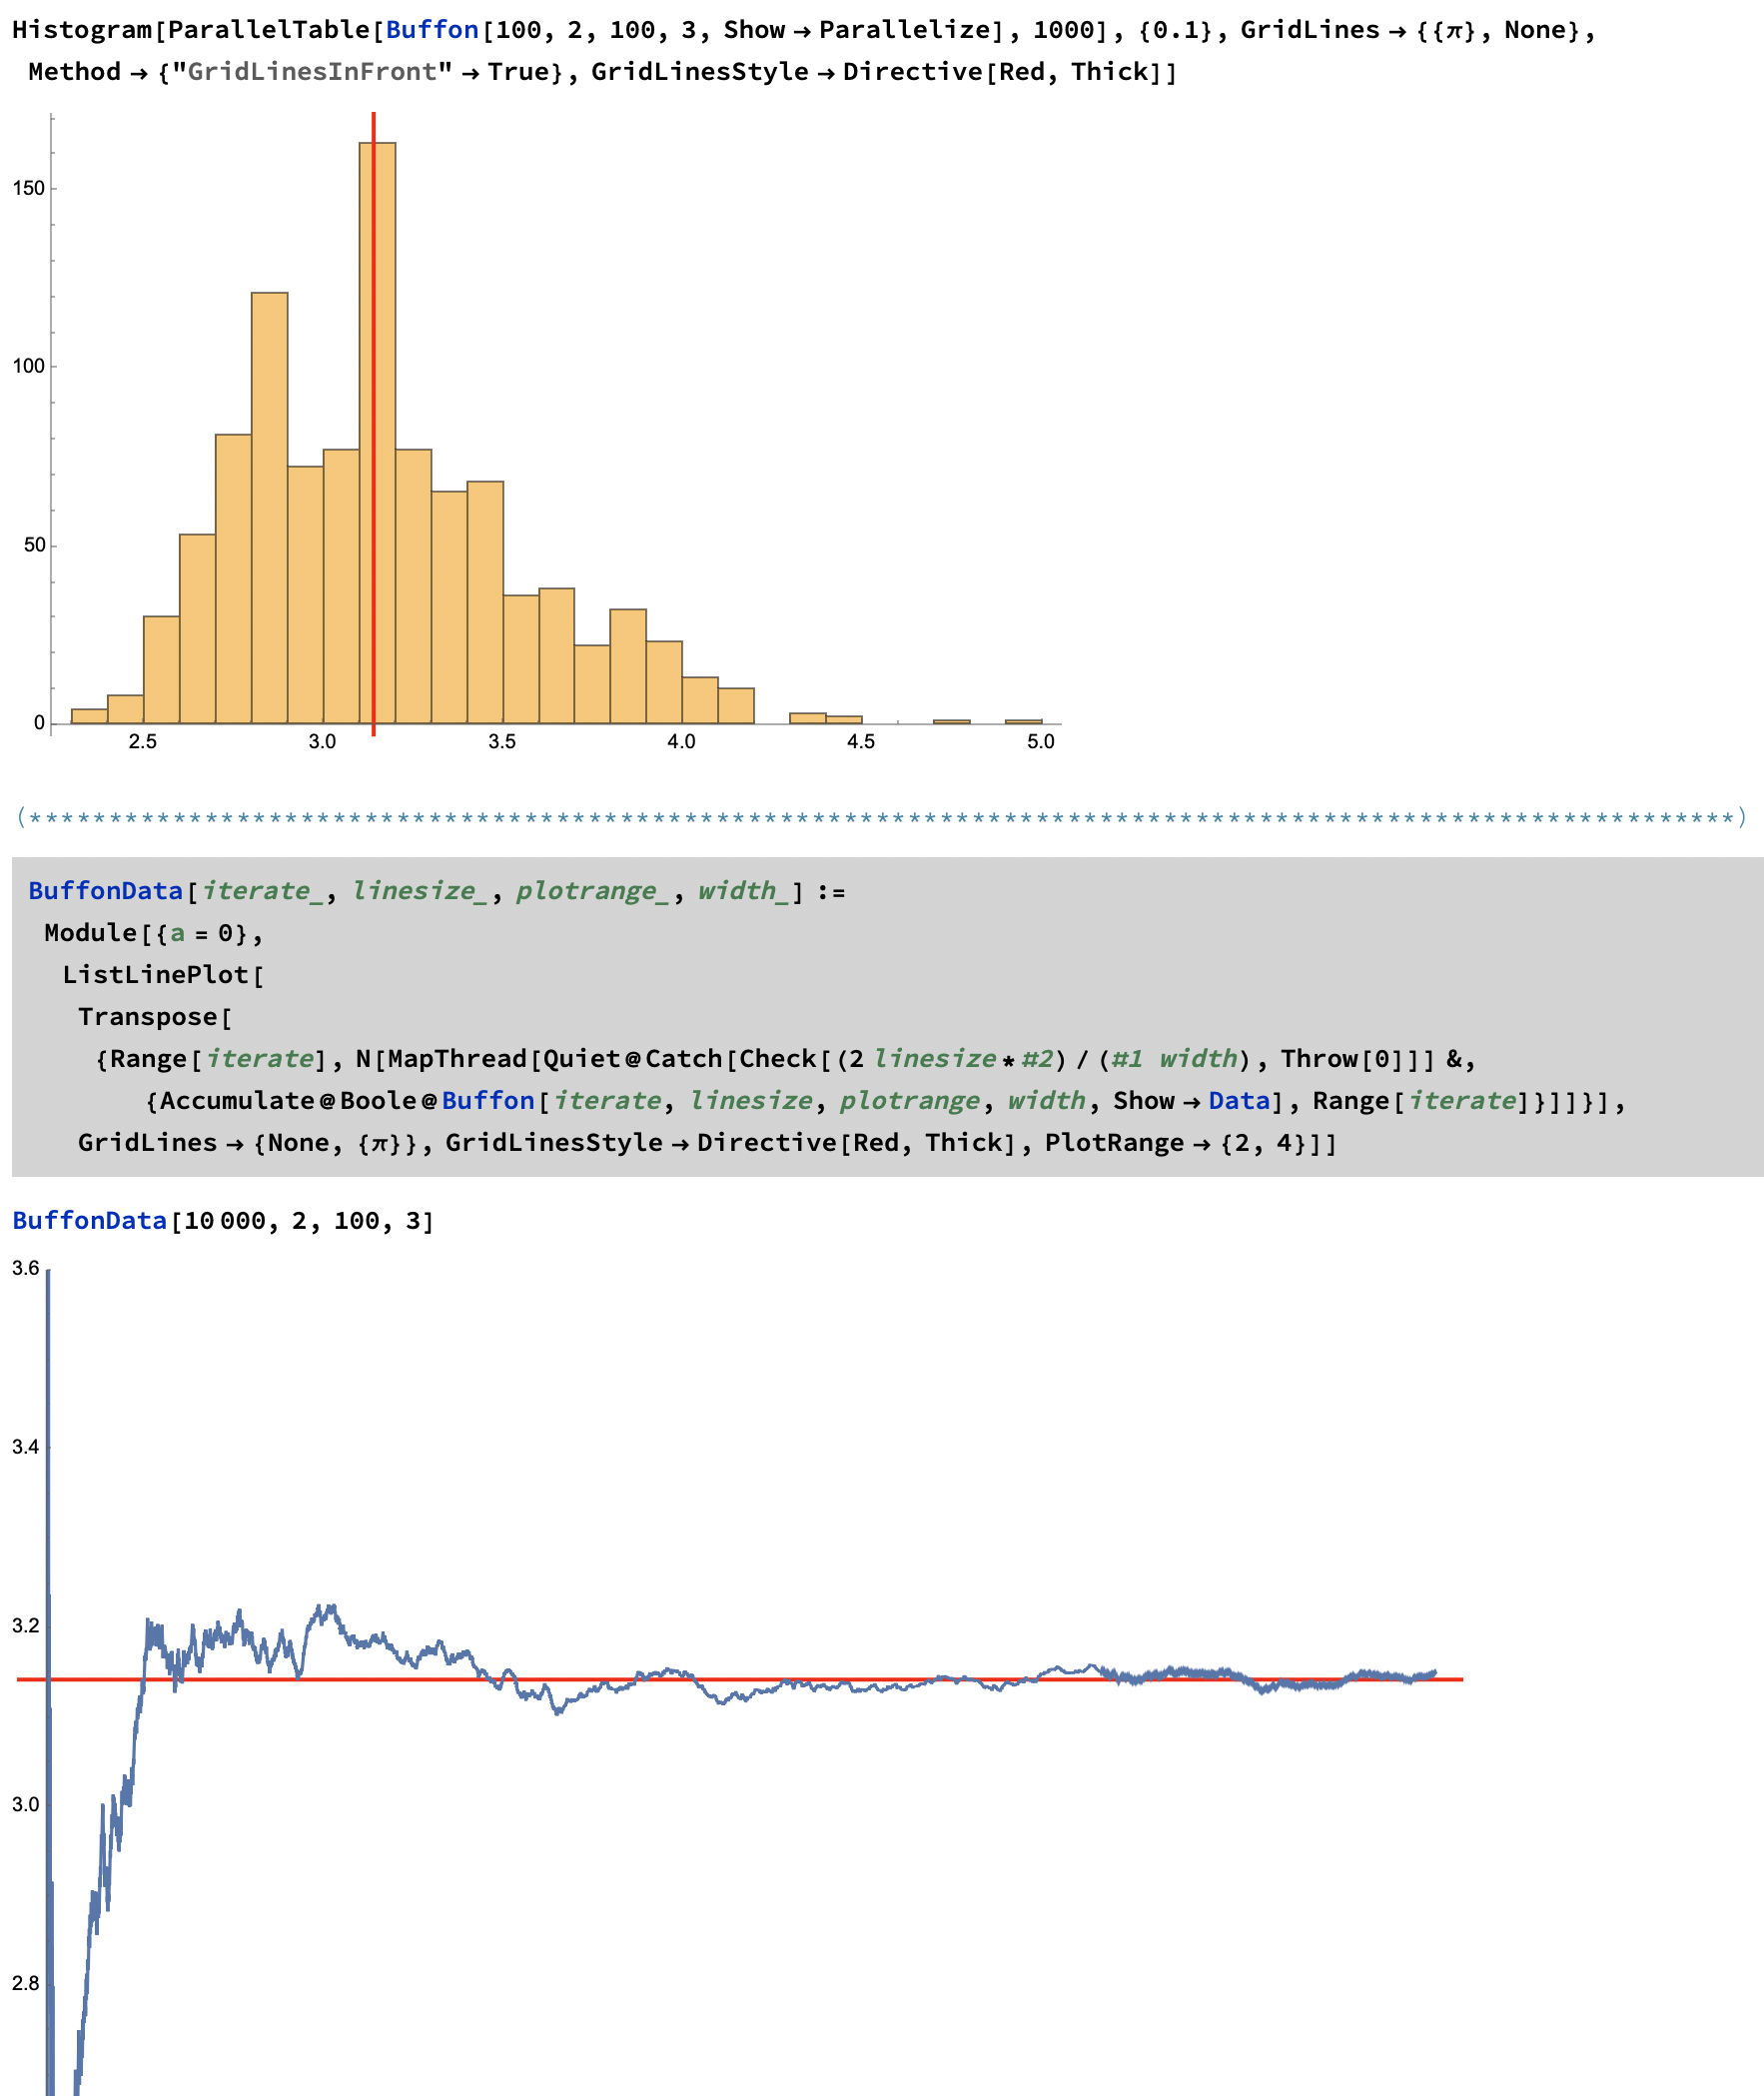 Histogram[ParallelTable[Buffon[100, 2, 100, 3, Show → Parallelize], 1000], {0.1}, GridLines → {{π}, None},
Method → {"GridLinesInFront" → True}, GridLinesStyle → Directive[Red, Thick]]
150
100
50
0
2.5 3.0 3.5 4.0 4.5 5.0
(***********************************************************************************************************)
BuffonData[iterate_, linesize_, plotrange_, width_] :=
Module[{a = 0},
ListLinePlot[
Transpose[
{Range[iterate], N[MapThread[Quiet@Catch[Check[(2 linesize * #2) / (#1 width), Throw[0]]] &,
{Accumulate@Boole@Buffon[iterate, linesize, plotrange, width, Show → Data], Range[iterate]}]]}],
GridLines → {None, {π}}, GridLinesStyle → Directive[Red, Thick], PlotRange → {2, 4}]]
BuffonData[10 000, 2, 100, 3]
3.6
3.4
3.2
3.0
2.8